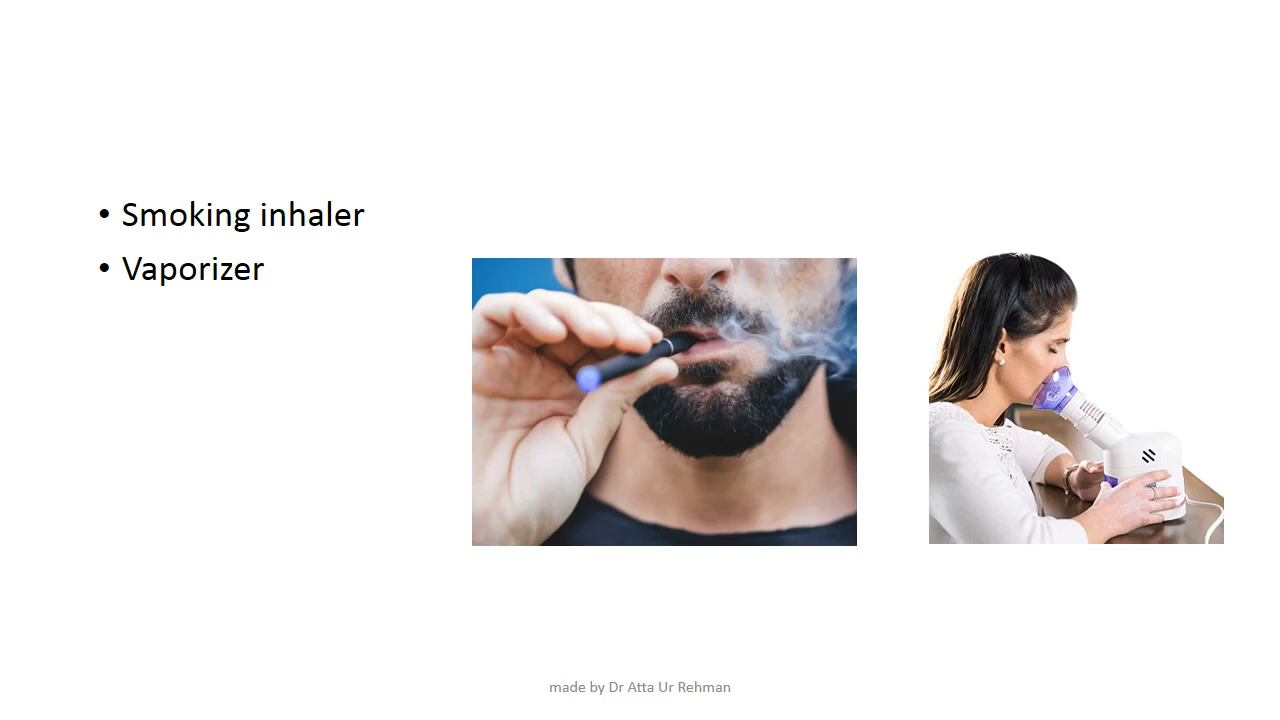 • Smoking inhaler
• Vaporizer
made by Dr Atta Ur Rehman